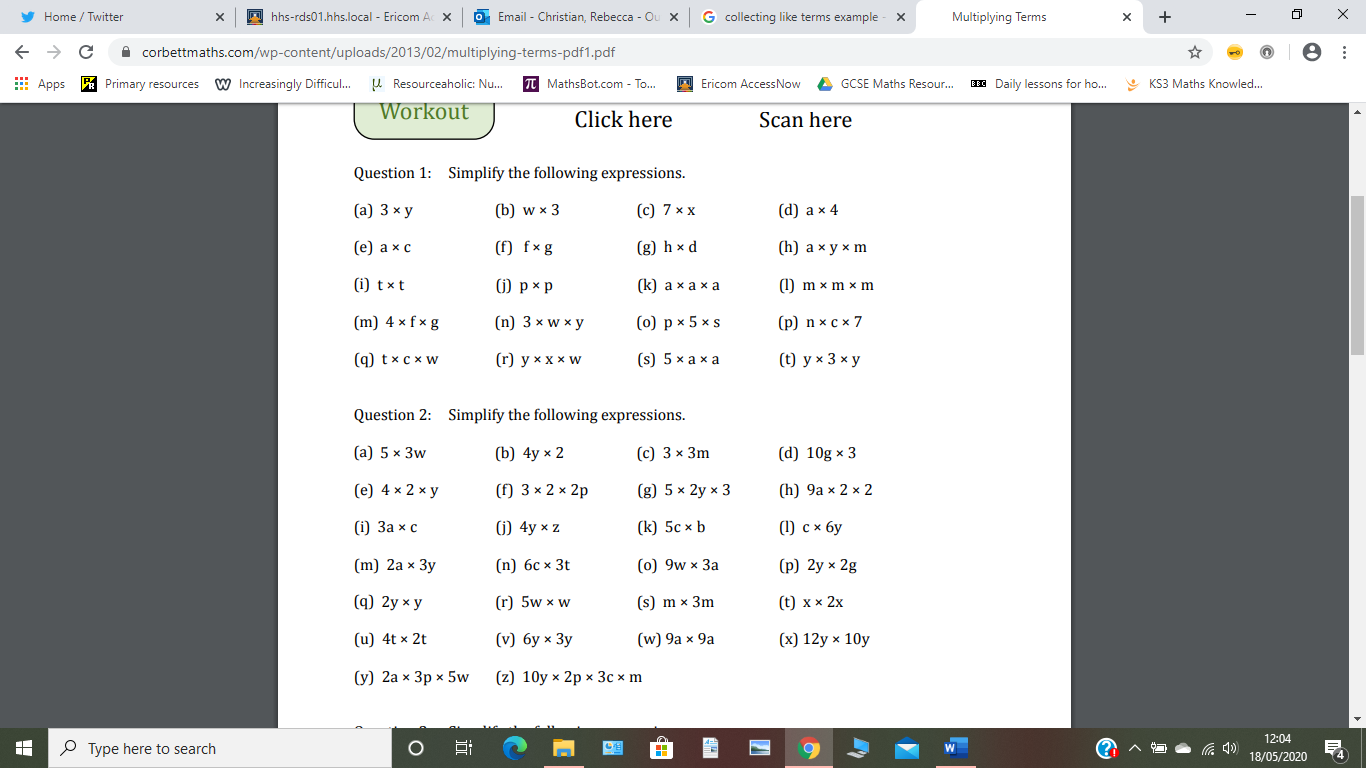 Home / Twitter
hhs-rds01.hhs.local - Ericom Ac
Email - Christian, Rebecca - Ou
collecting like terms example -
Multiplying Terms
corbettmaths.com/wp-content/uploads/2013/02/multiplying-terms-pdf1.pdf
Apps Primary resources Increasingly Difficul... Resourceaholic: Nu... MathsBot.com - To... Ericom AccessNow GCSE Maths Resour... BBC Daily lessons for ho... KS3 Maths Knowled...
Workout Click here Scan here
Question 1: Simplify the following expressions.
(a) 3 × y (b) w × 3 (c) 7 × x (d) a × 4
(e) a × c (f) f × g (g) h × d (h) a × y × m
(i) t × t (j) p × p (k) a × a × a (l) m × m × m
(m) 4 × f × g (n) 3 × w × y (o) p × 5 × s (p) n × c × 7
(q) t × c × w (r) y × x × w (s) 5 × a × a (t) y × 3 × y
Question 2: Simplify the following expressions.
(a) 5 × 3w (b) 4y × 2 (c) 3 × 3m (d) 10g × 3
(e) 4 × 2 × y (f) 3 × 2 × 2p (g) 5 × 2y × 3 (h) 9a × 2 × 2
(i) 3a × c (j) 4y × z (k) 5c × b (l) c × 6y
(m) 2a × 3y (n) 6c × 3t (o) 9w × 3a (p) 2y × 2g
(q) 2y × y (r) 5w × w (s) m × 3m (t) x × 2x
(u) 4t × 2t (v) 6y × 3y (w) 9a × 9a (x) 12y × 10y
(y) 2a × 3p × 5w (z) 10y × 2p × 3c × m
Type here to search
12:04
18/05/2020
4